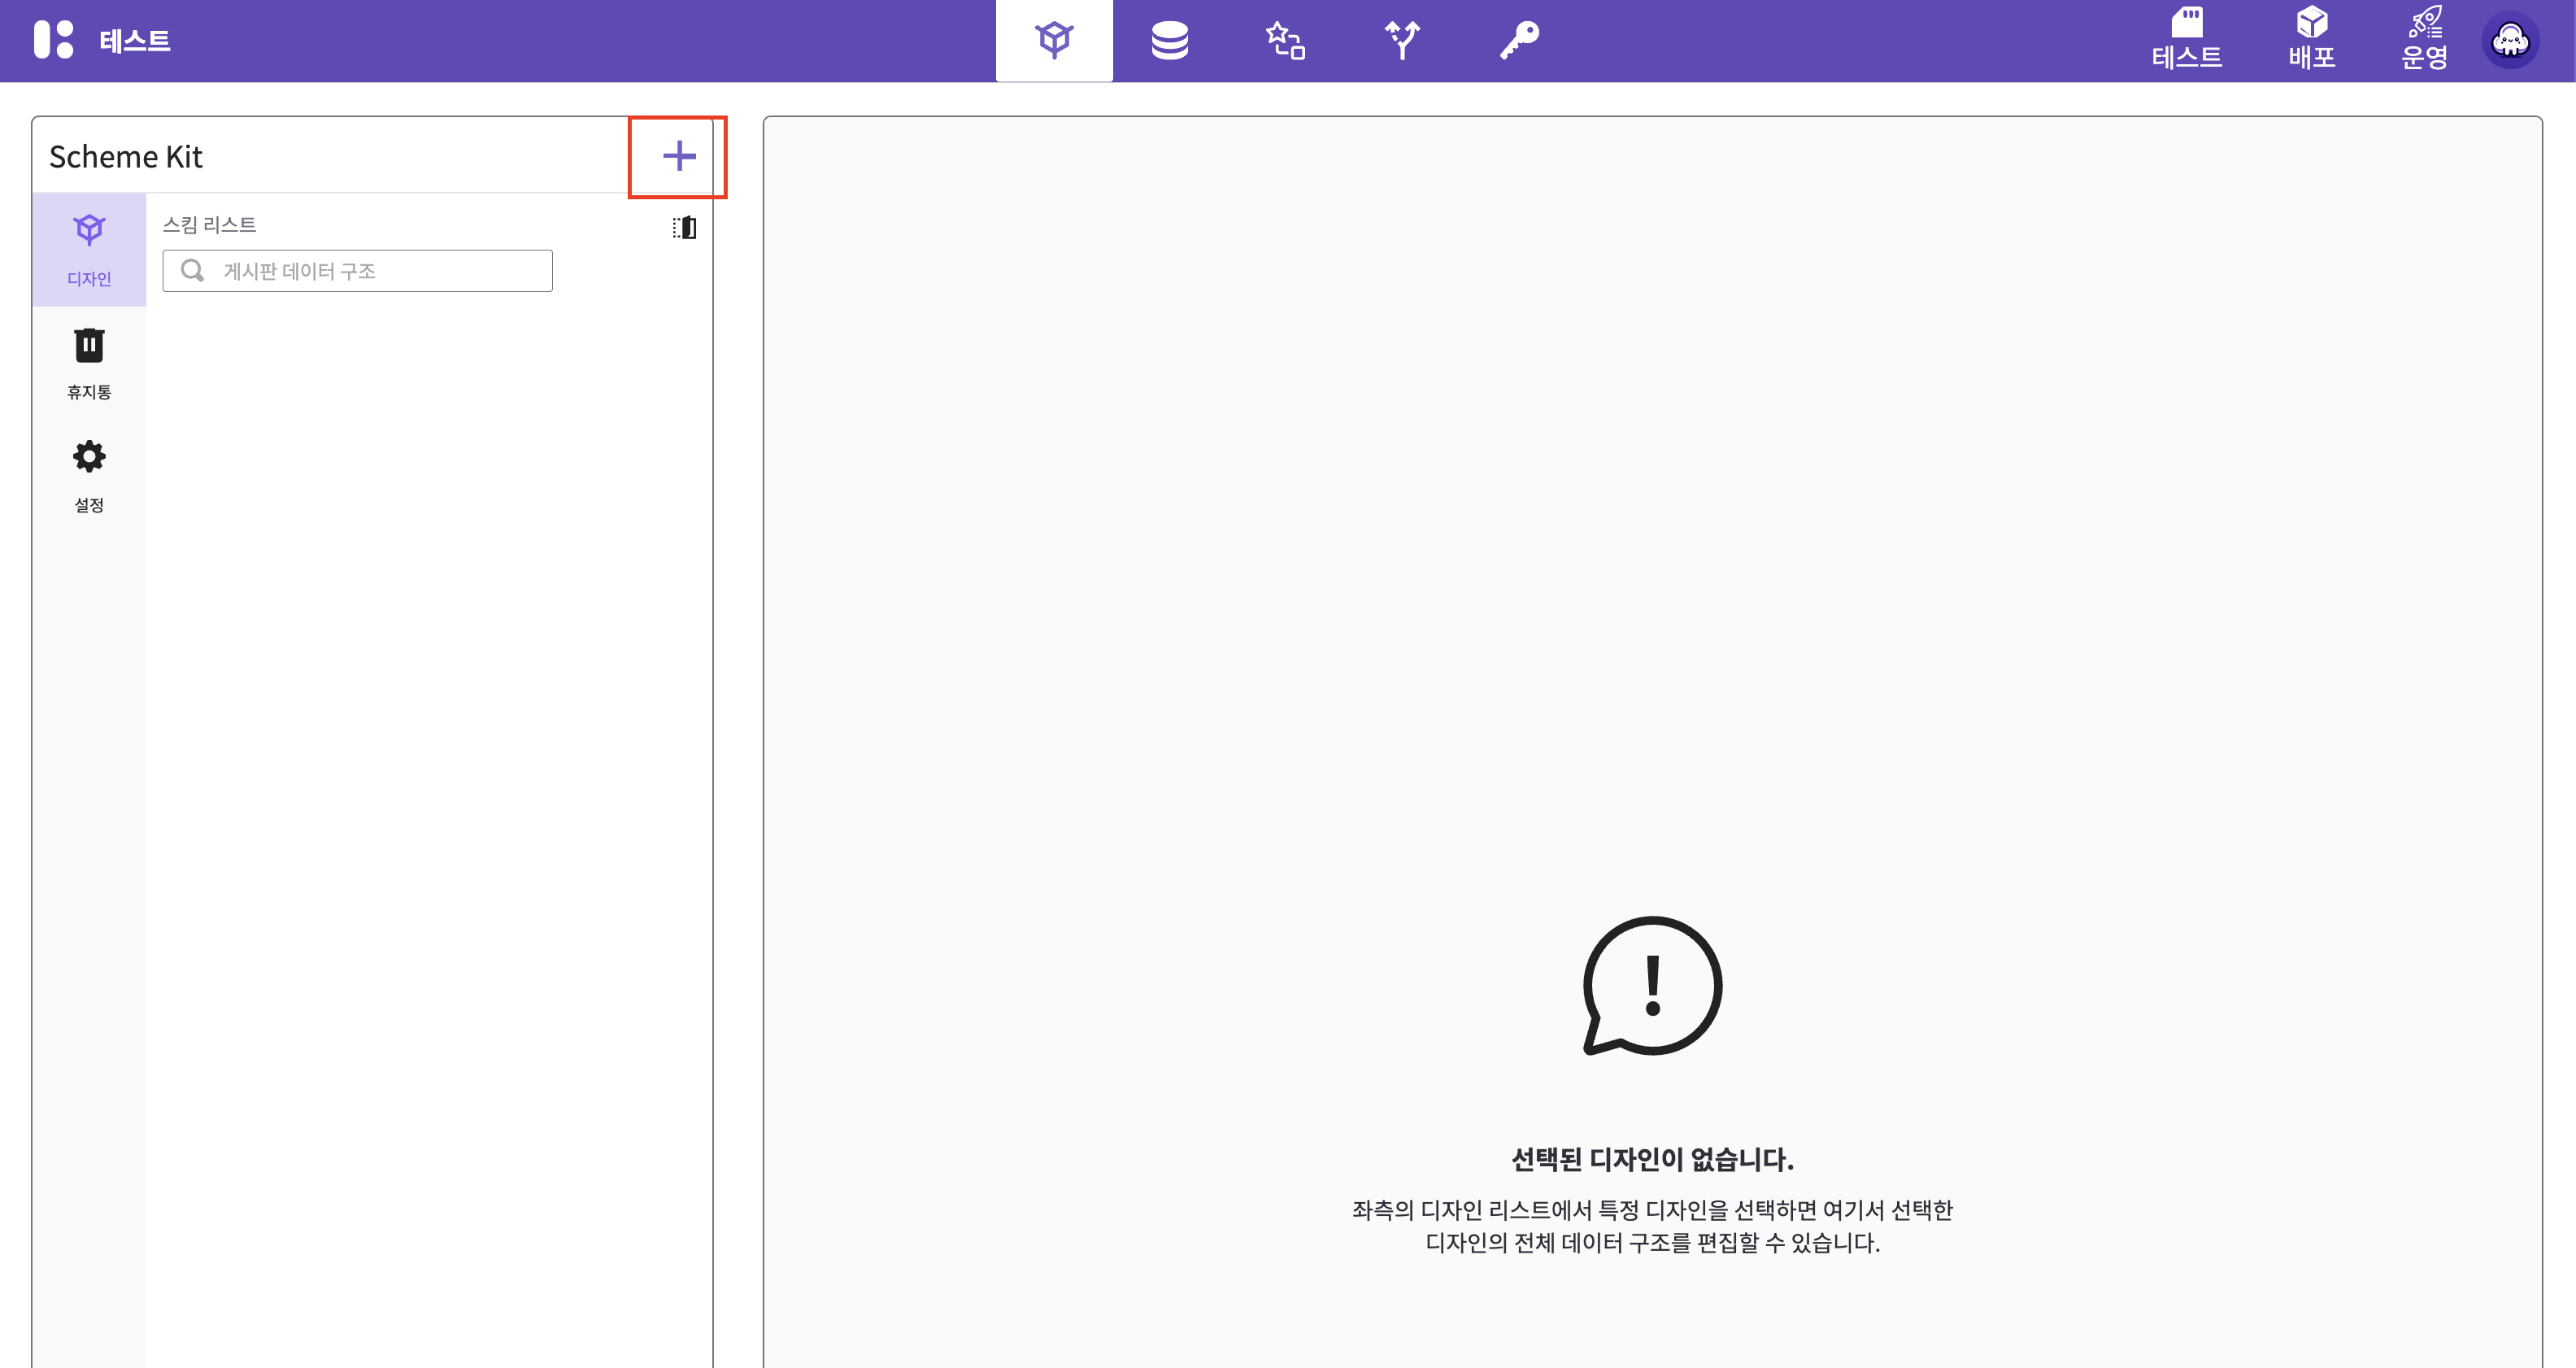 테스트
테스트
배포
운영
Scheme Kit
디자인
휴지통
설정
스킴 리스트
게시판 데이터 구조
선택된 디자인이 없습니다.
좌측의 디자인 리스트에서 특정 디자인을 선택하면 여기서 선택한
디자인의 전체 데이터 구조를 편집할 수 있습니다.